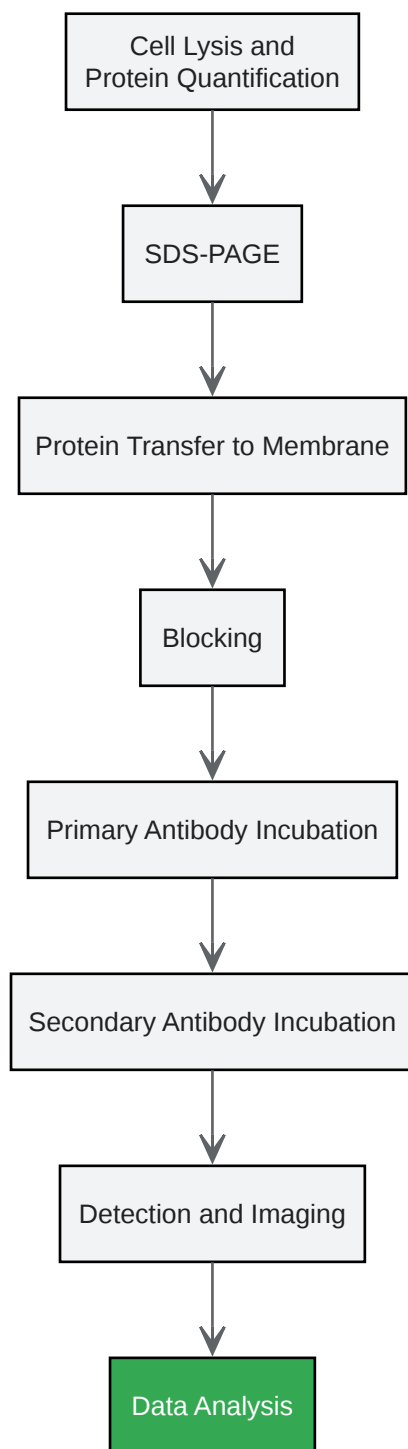 Cell Lysis and
Protein Quantification
SDS-PAGE
Protein Transfer to Membrane
Blocking
Primary Antibody Incubation
Secondary Antibody Incubation
Detection and Imaging
Data Analysis